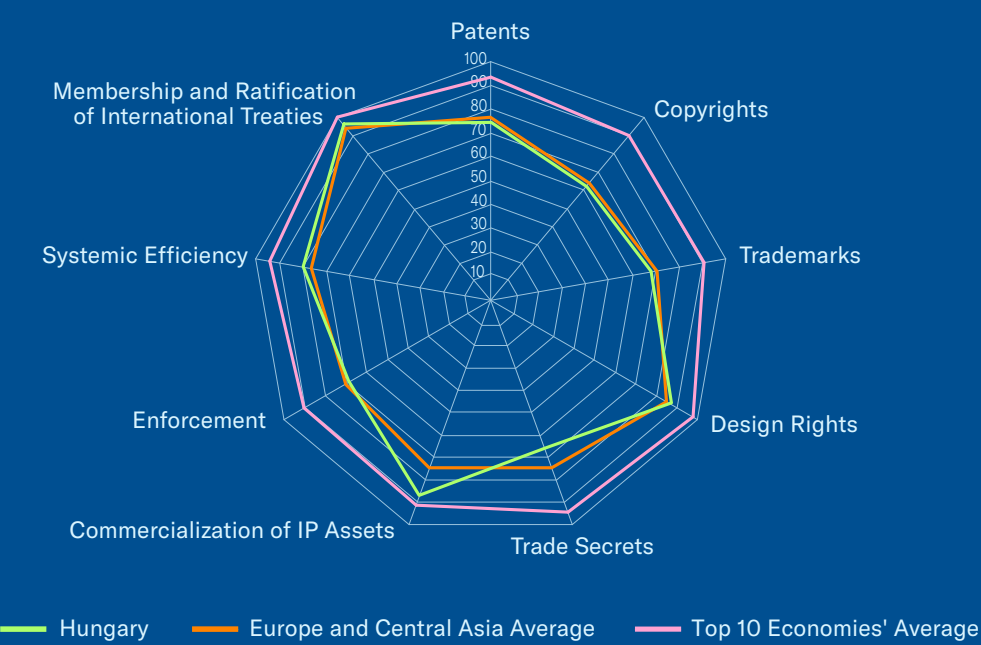 Patents
100
90
80
70
60
50
40
30
20
10
Membership and Ratification
of International Treaties
Copyrights
Systemic Efficiency
Trademarks
Enforcement
Design Rights
Commercialization of IP Assets
Trade Secrets
Hungary
Europe and Central Asia Average
Top 10 Economies' Average